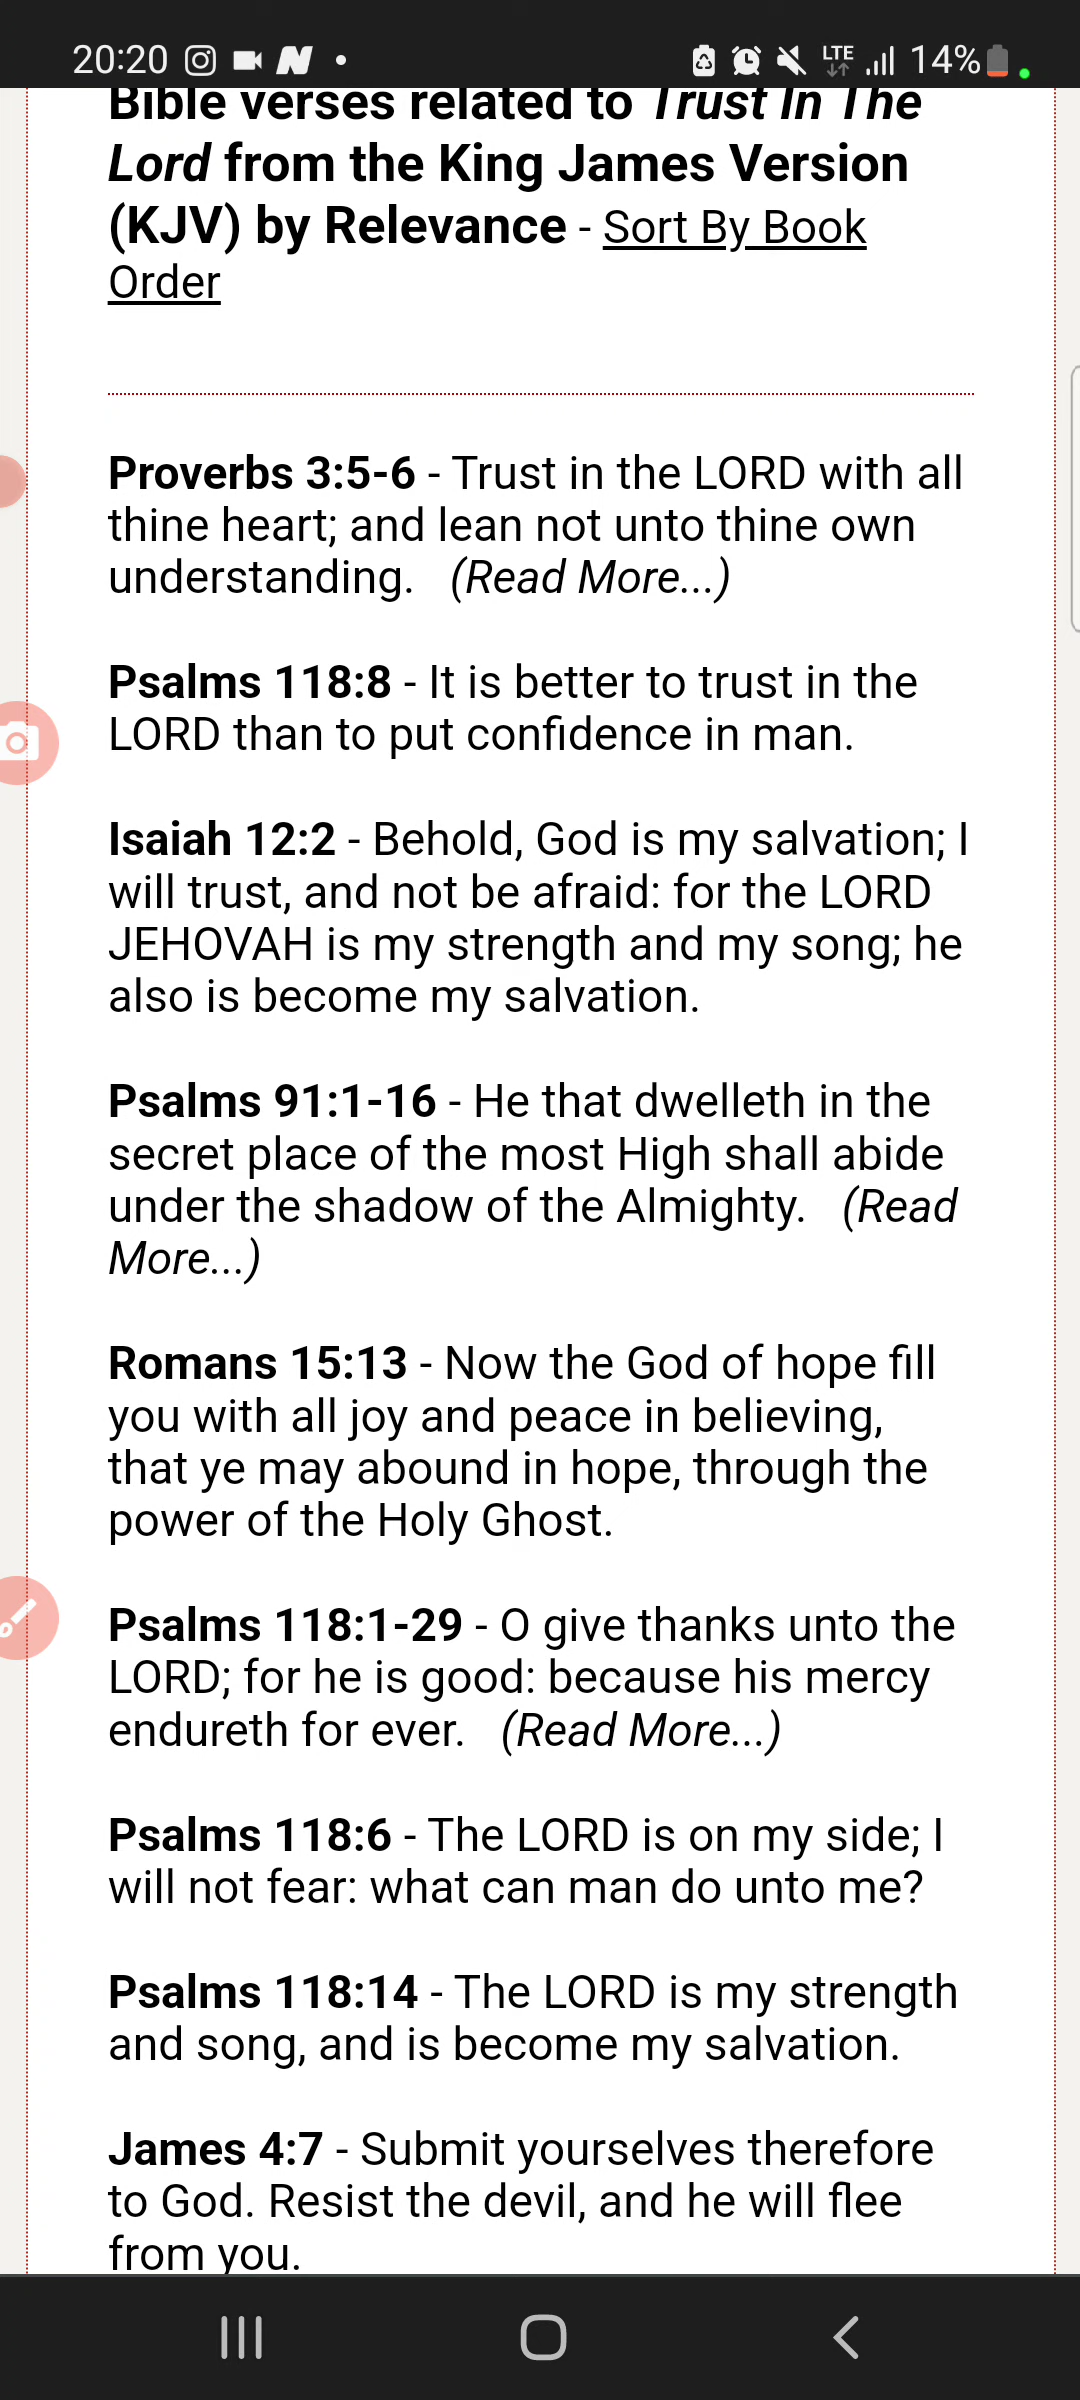 20:20 LTE 14%
Bible verses related to Trust In The
Lord from the King James Version
(KJV) by Relevance - Sort By Book
Order
Proverbs 3:5-6 - Trust in the LORD with all
thine heart; and lean not unto thine own
understanding. (Read More...)
Psalms 118:8 - It is better to trust in the
LORD than to put confidence in man.
Isaiah 12:2 - Behold, God is my salvation; I
will trust, and not be afraid: for the LORD
JEHOVAH is my strength and my song; he
also is become my salvation.
Psalms 91:1-16 - He that dwelleth in the
secret place of the most High shall abide
under the shadow of the Almighty. (Read
More...)
Romans 15:13 - Now the God of hope fill
you with all joy and peace in believing,
that ye may abound in hope, through the
power of the Holy Ghost.
Psalms 118:1-29 - O give thanks unto the
LORD; for he is good: because his mercy
endureth for ever. (Read More...)
Psalms 118:6 - The LORD is on my side; I
will not fear: what can man do unto me?
Psalms 118:14 - The LORD is my strength
and song, and is become my salvation.
James 4:7 - Submit yourselves therefore
to God. Resist the devil, and he will flee
from you.